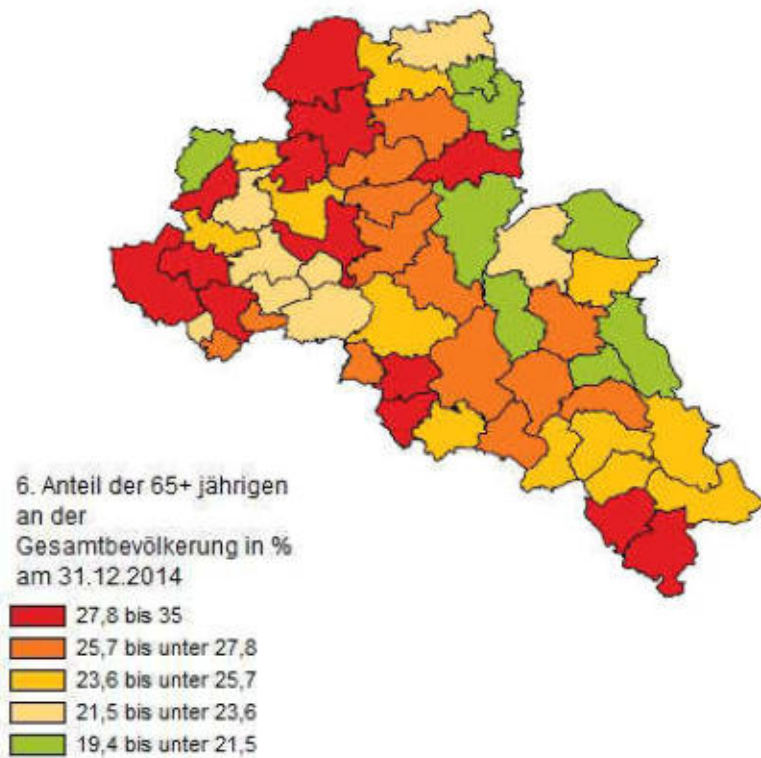 6. Anteil der 65+ jährigen
an der
Gesamtbevölkerung in %
am 31.12.2014
27,8 bis 35
25,7 bis unter 27,8
23,6 bis unter 25,7
21,5 bis unter 23,6
19,4 bis unter 21,5